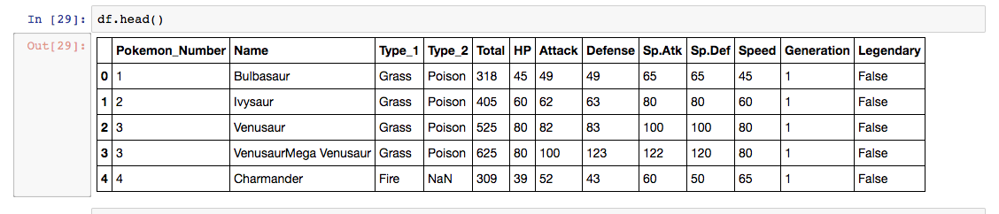 In [29]: df.head()
Out[29]:
Pokemon_Number Name Type_1 Type_2 Total HP Attack Defense Sp.Atk Sp.Def Speed Generation Legendary
0 1 Bulbasaur Grass Poison 318 45 49 49 65 65 45 1 False
1 2 Ivysaur Grass Poison 405 60 62 63 80 80 60 1 False
2 3 Venusaur Grass Poison 525 80 82 83 100 100 80 1 False
3 3 VenusaurMega Venusaur Grass Poison 625 80 100 123 122 120 80 1 False
4 4 Charmander Fire NaN 309 39 52 43 60 50 65 1 False